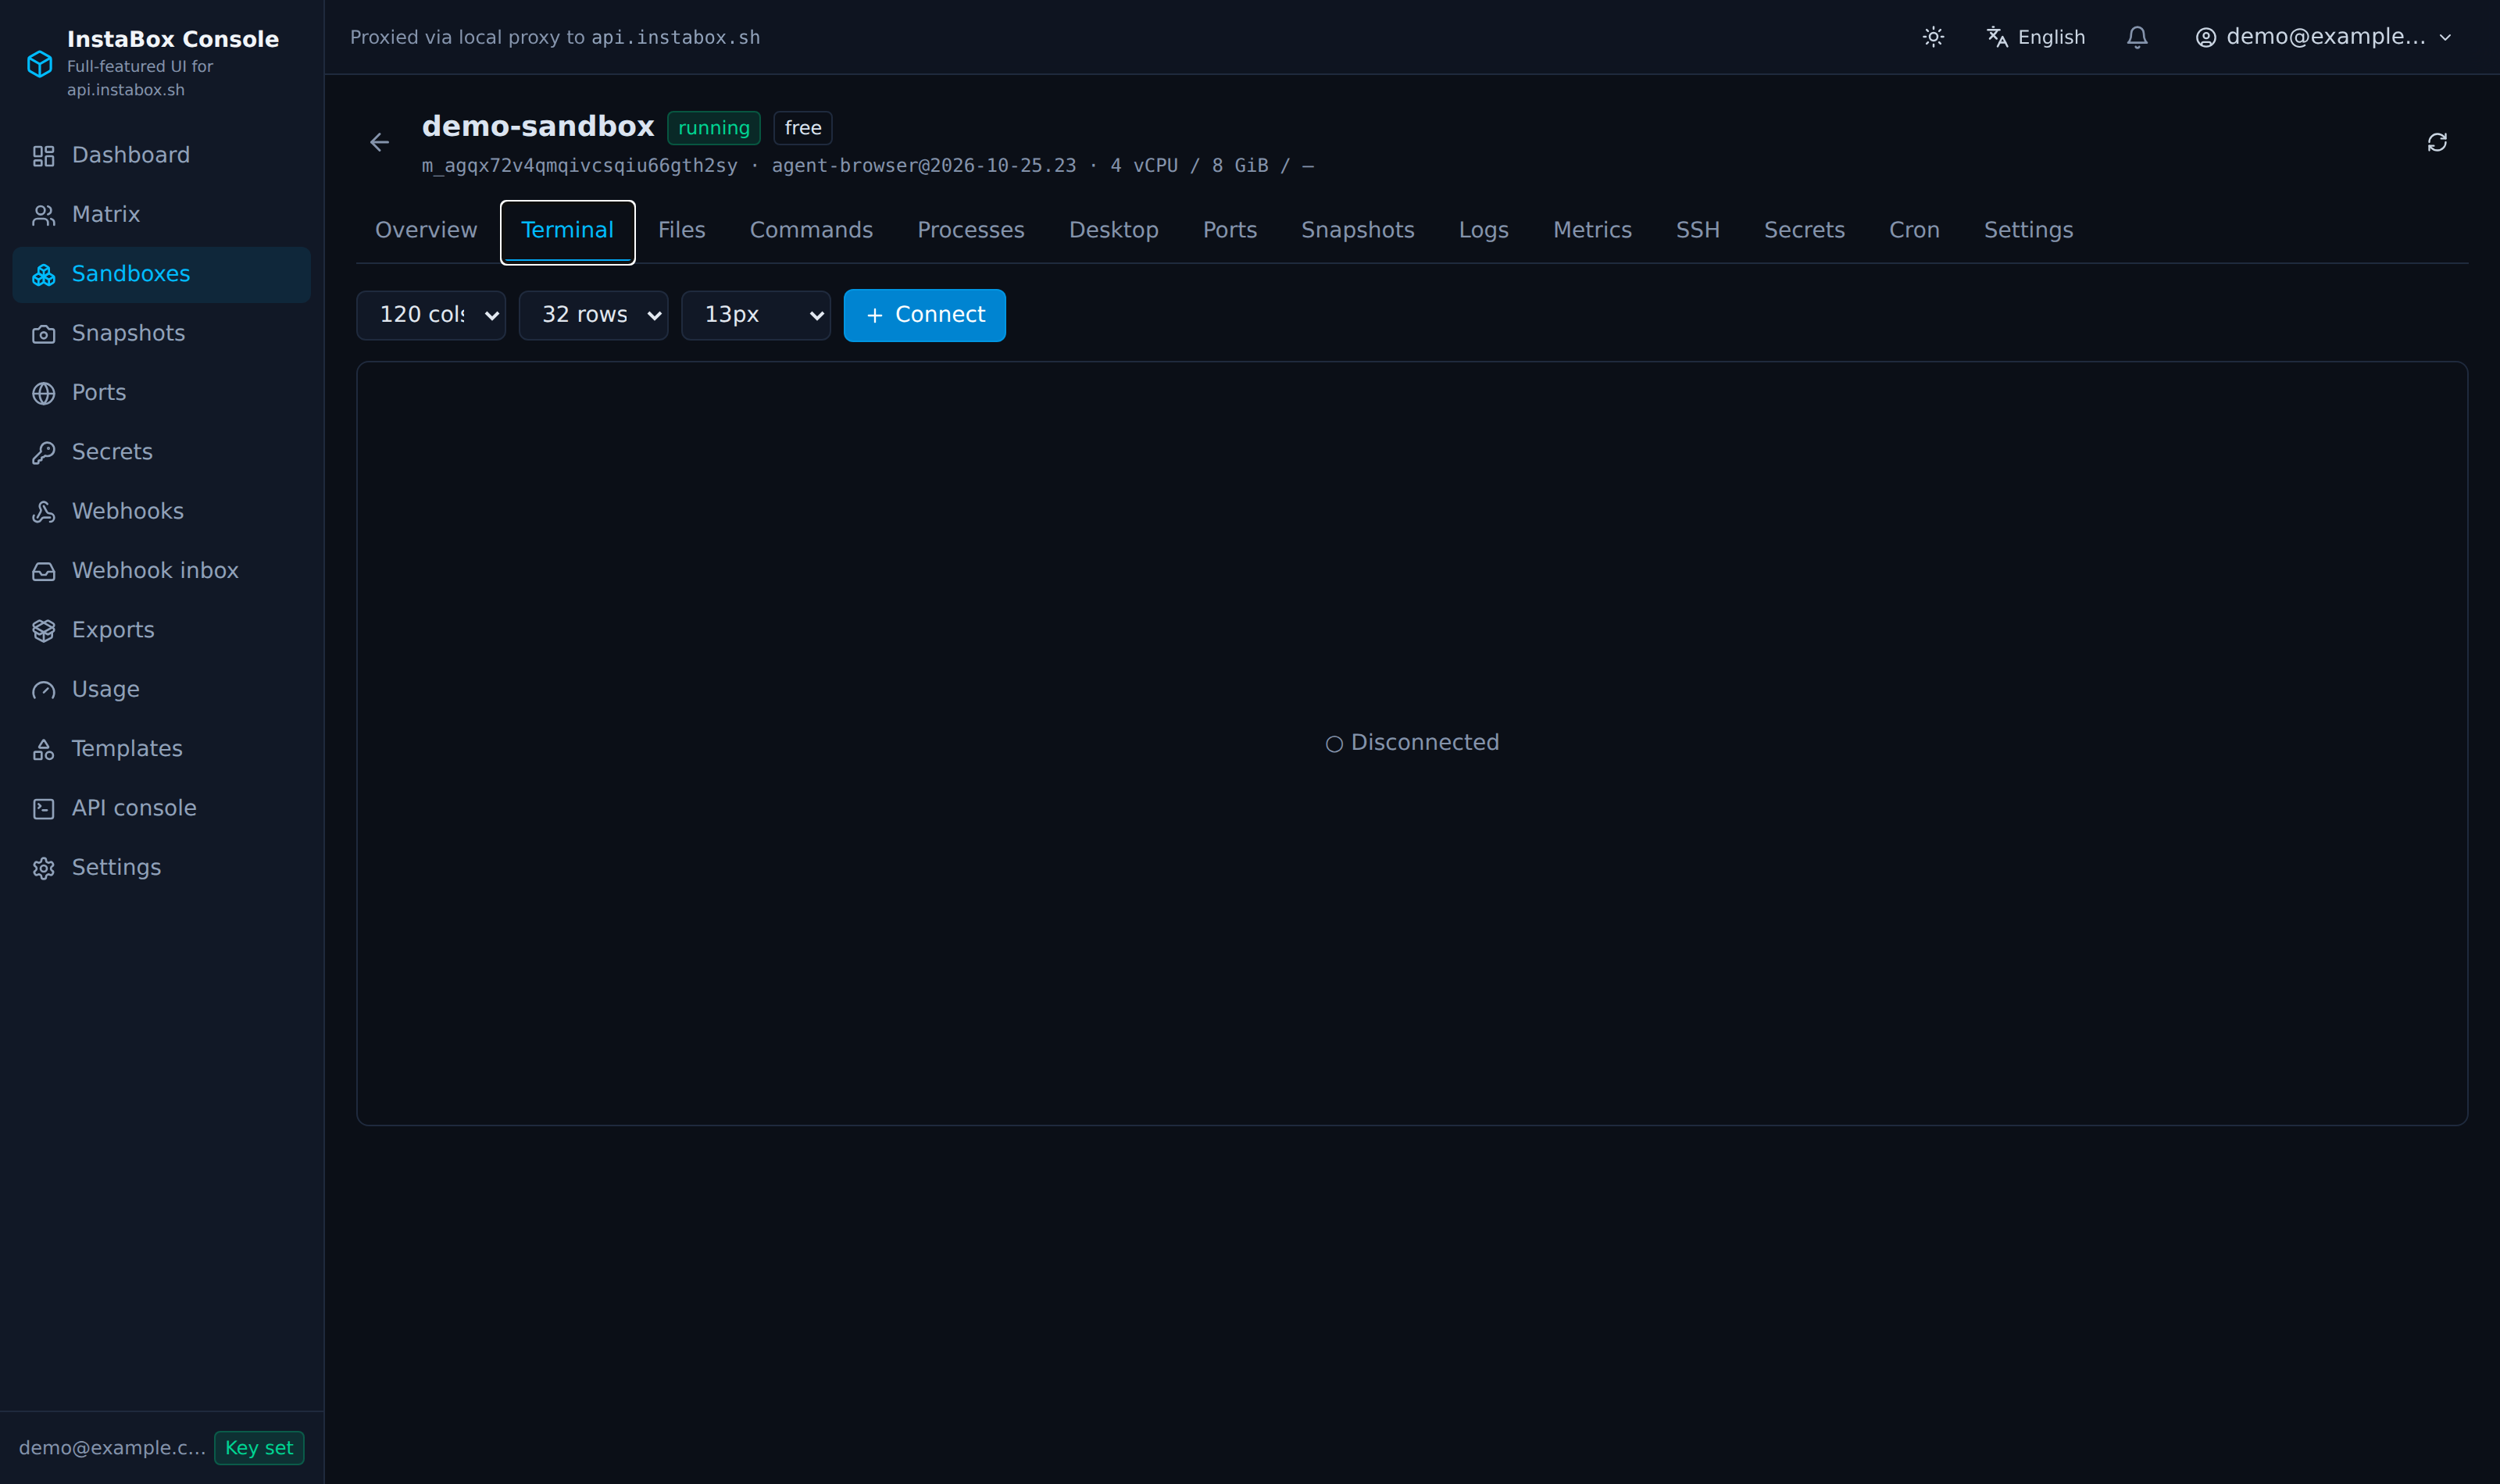 InstaBox Console
Full-featured UI for
api.instabox.sh
Dashboard
Matrix
Sandboxes
Snapshots
Ports
Secrets
Webhooks
Webhook inbox
Exports
Usage
Templates
API console
Settings
demo@example.c... Key set
Proxied via local proxy to api.instabox.sh
English
demo@example...
demo-sandbox running free
m_agqx72v4qmqivcsqiu66gth2sy · agent-browser@2026-10-25.23 · 4 vCPU / 8 GiB / —
Overview Terminal Files Commands Processes Desktop Ports Snapshots Logs Metrics SSH Secrets Cron Settings
120 cols 32 rows 13px + Connect
○ Disconnected